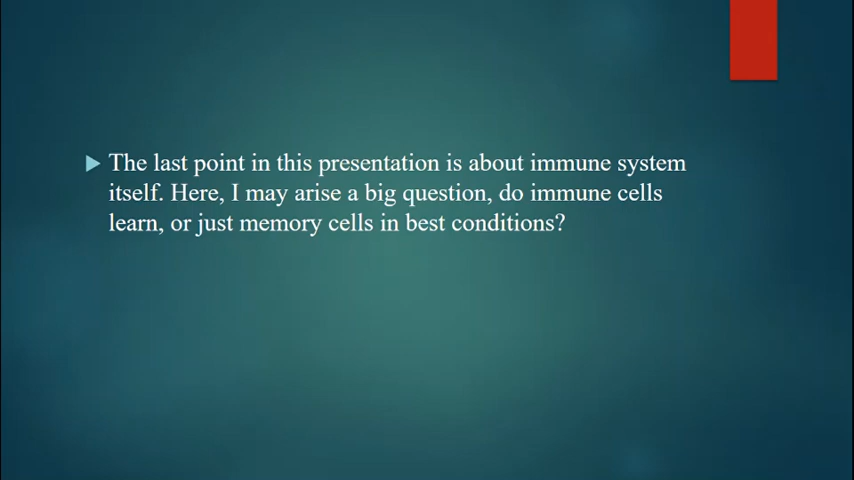 The last point in this presentation is about immune system
itself. Here, I may arise a big question, do immune cells
learn, or just memory cells in best conditions?